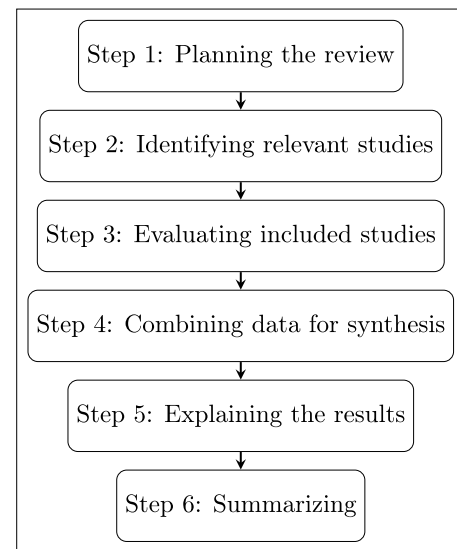 Step 1: Planning the review
Step 2: Identifying relevant studies
Step 3: Evaluating included studies
Step 4: Combining data for synthesis
Step 5: Explaining the results
Step 6: Summarizing